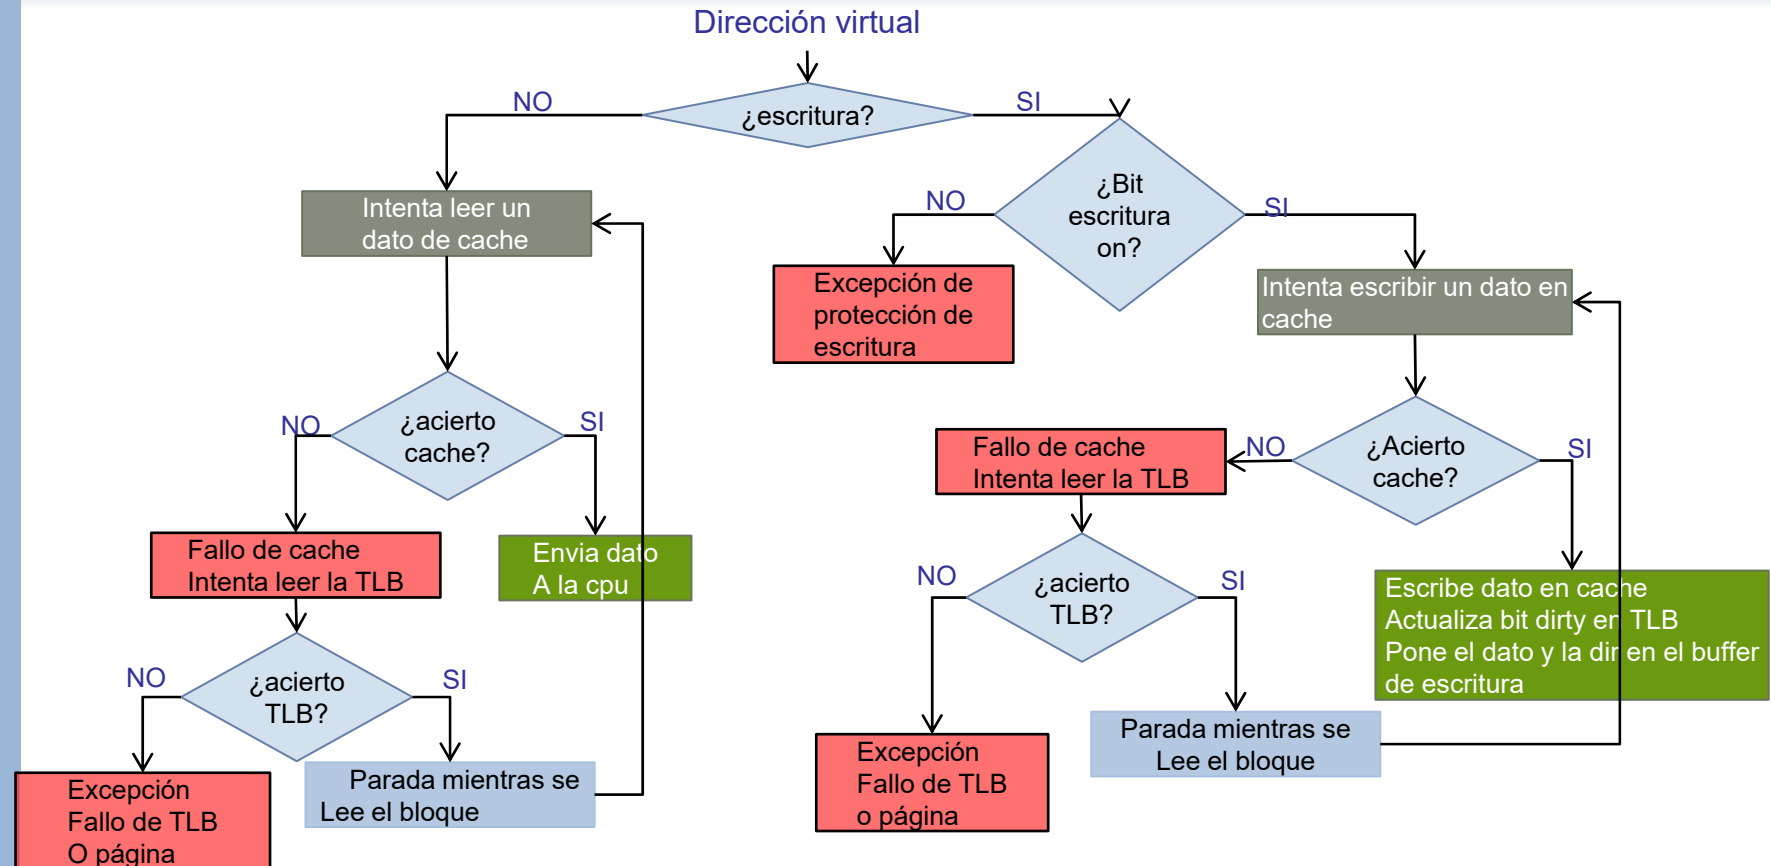 Dirección virtual
¿escritura?
NO
SI
Intenta leer un
dato de cache
¿acierto
cache?
NO
SI
Fallo de cache
Intenta leer la TLB
Envia dato
A la cpu
¿acierto
TLB?
NO
SI
Excepción
Fallo de TLB
O página
Parada mientras se
Lee el bloque
¿Bit
escritura
on?
NO
SI
Excepción de
protección de
escritura
Intenta escribir un dato en
cache
¿Acierto
cache?
NO
SI
Fallo de cache
Intenta leer la TLB
Escribe dato en cache
Actualiza bit dirty en TLB
Pone el dato y la dir en el buffer
de escritura
¿acierto
TLB?
NO
SI
Excepción
Fallo de TLB
o página
Parada mientras se
Lee el bloque